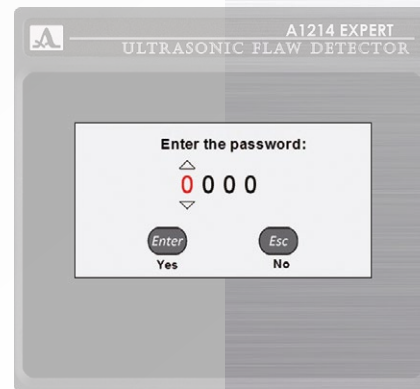 A1214 EXPERT
ULTRASONIC FLAW DETECTOR
Enter the password:
0 0 0 0
Enter Esc
Yes No